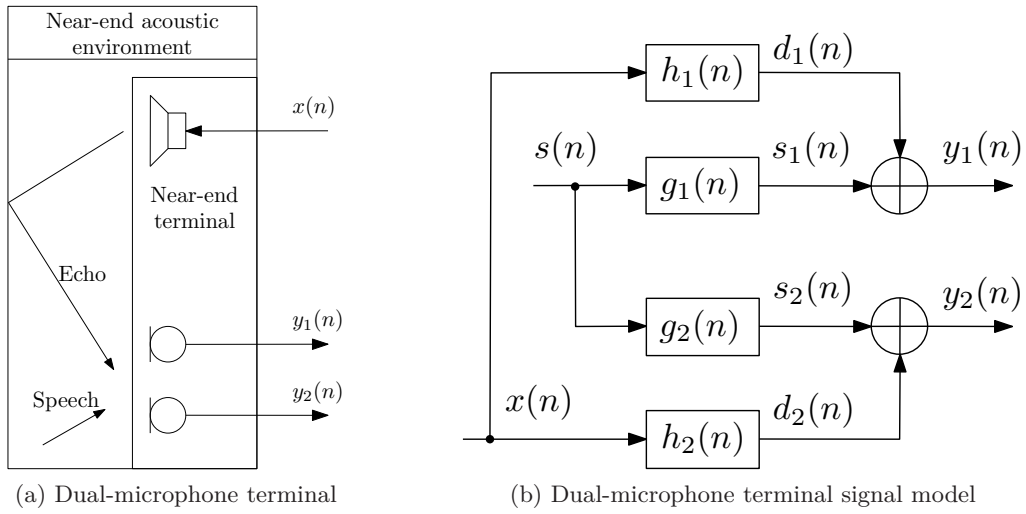 Near-end acoustic
environment
x(n)
Near-end
terminal
Echo
y₁(n)
Speech
y₂(n)
(a) Dual-microphone terminal
h₁(n)
d₁(n)
s(n)
g₁(n)
s₁(n)
y₁(n)
g₂(n)
s₂(n)
y₂(n)
x(n)
h₂(n)
d₂(n)
(b) Dual-microphone terminal signal model